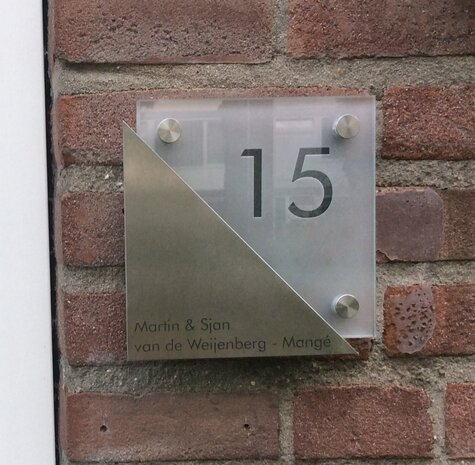 15
Martin & Sjan
van de Weijenberg - Mangé